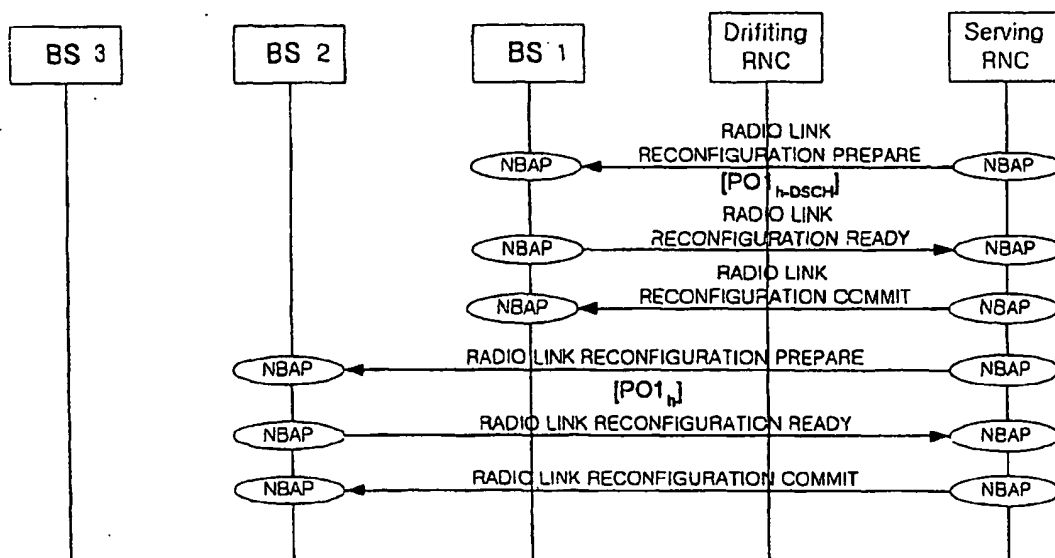 BS 3
BS 2
BS 1
Drifiting
RNC
Serving
RNC
RADIO LINK
RECONFIGURATION PREPARE
NBAP
NBAP
[PO1h-DSCH]
RADIO LINK
RECONFIGURATION READY
NBAP
NBAP
RADIO LINK
RECONFIGURATION COMMIT
NBAP
NBAP
RADIO LINK RECONFIGURATION PREPARE
NBAP
NBAP
[PO1h]
RADIO LINK RECONFIGURATION READY
NBAP
NBAP
RADIO LINK RECONFIGURATION COMMIT
NBAP
NBAP